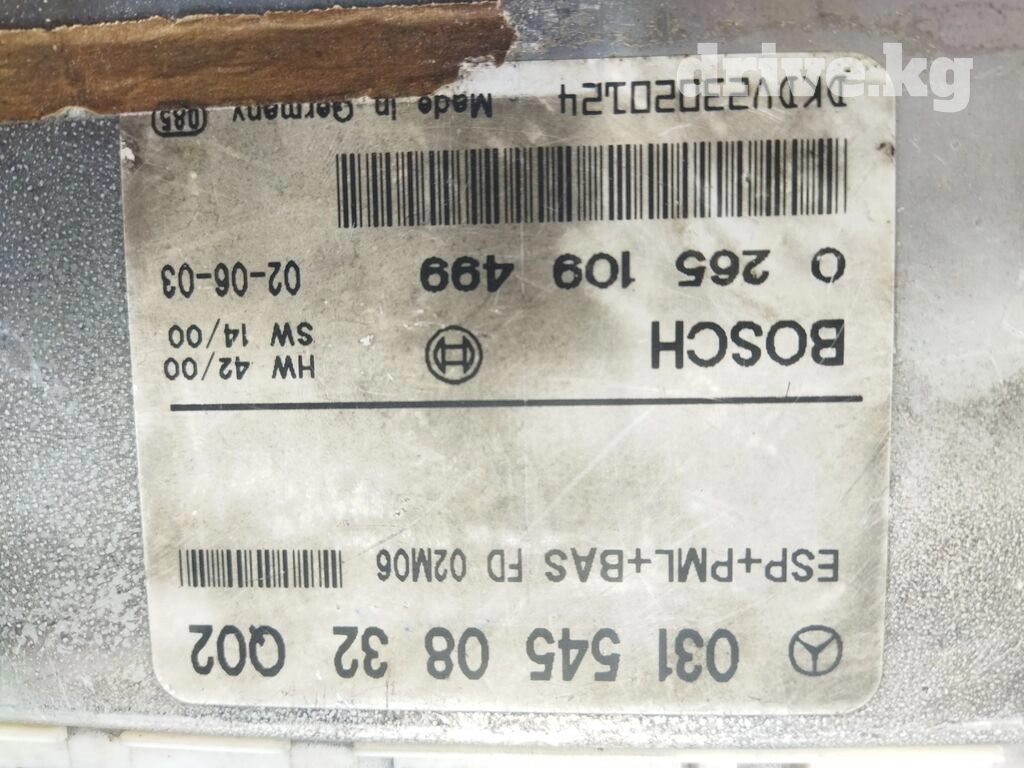 031 545 08 32 Q02
ESP+PML+BAS FD 02M06
HW 42/00
SW 14/00
BOSCH
0 265 109 499 02-06-03
Made in Germany 085
drive.kg